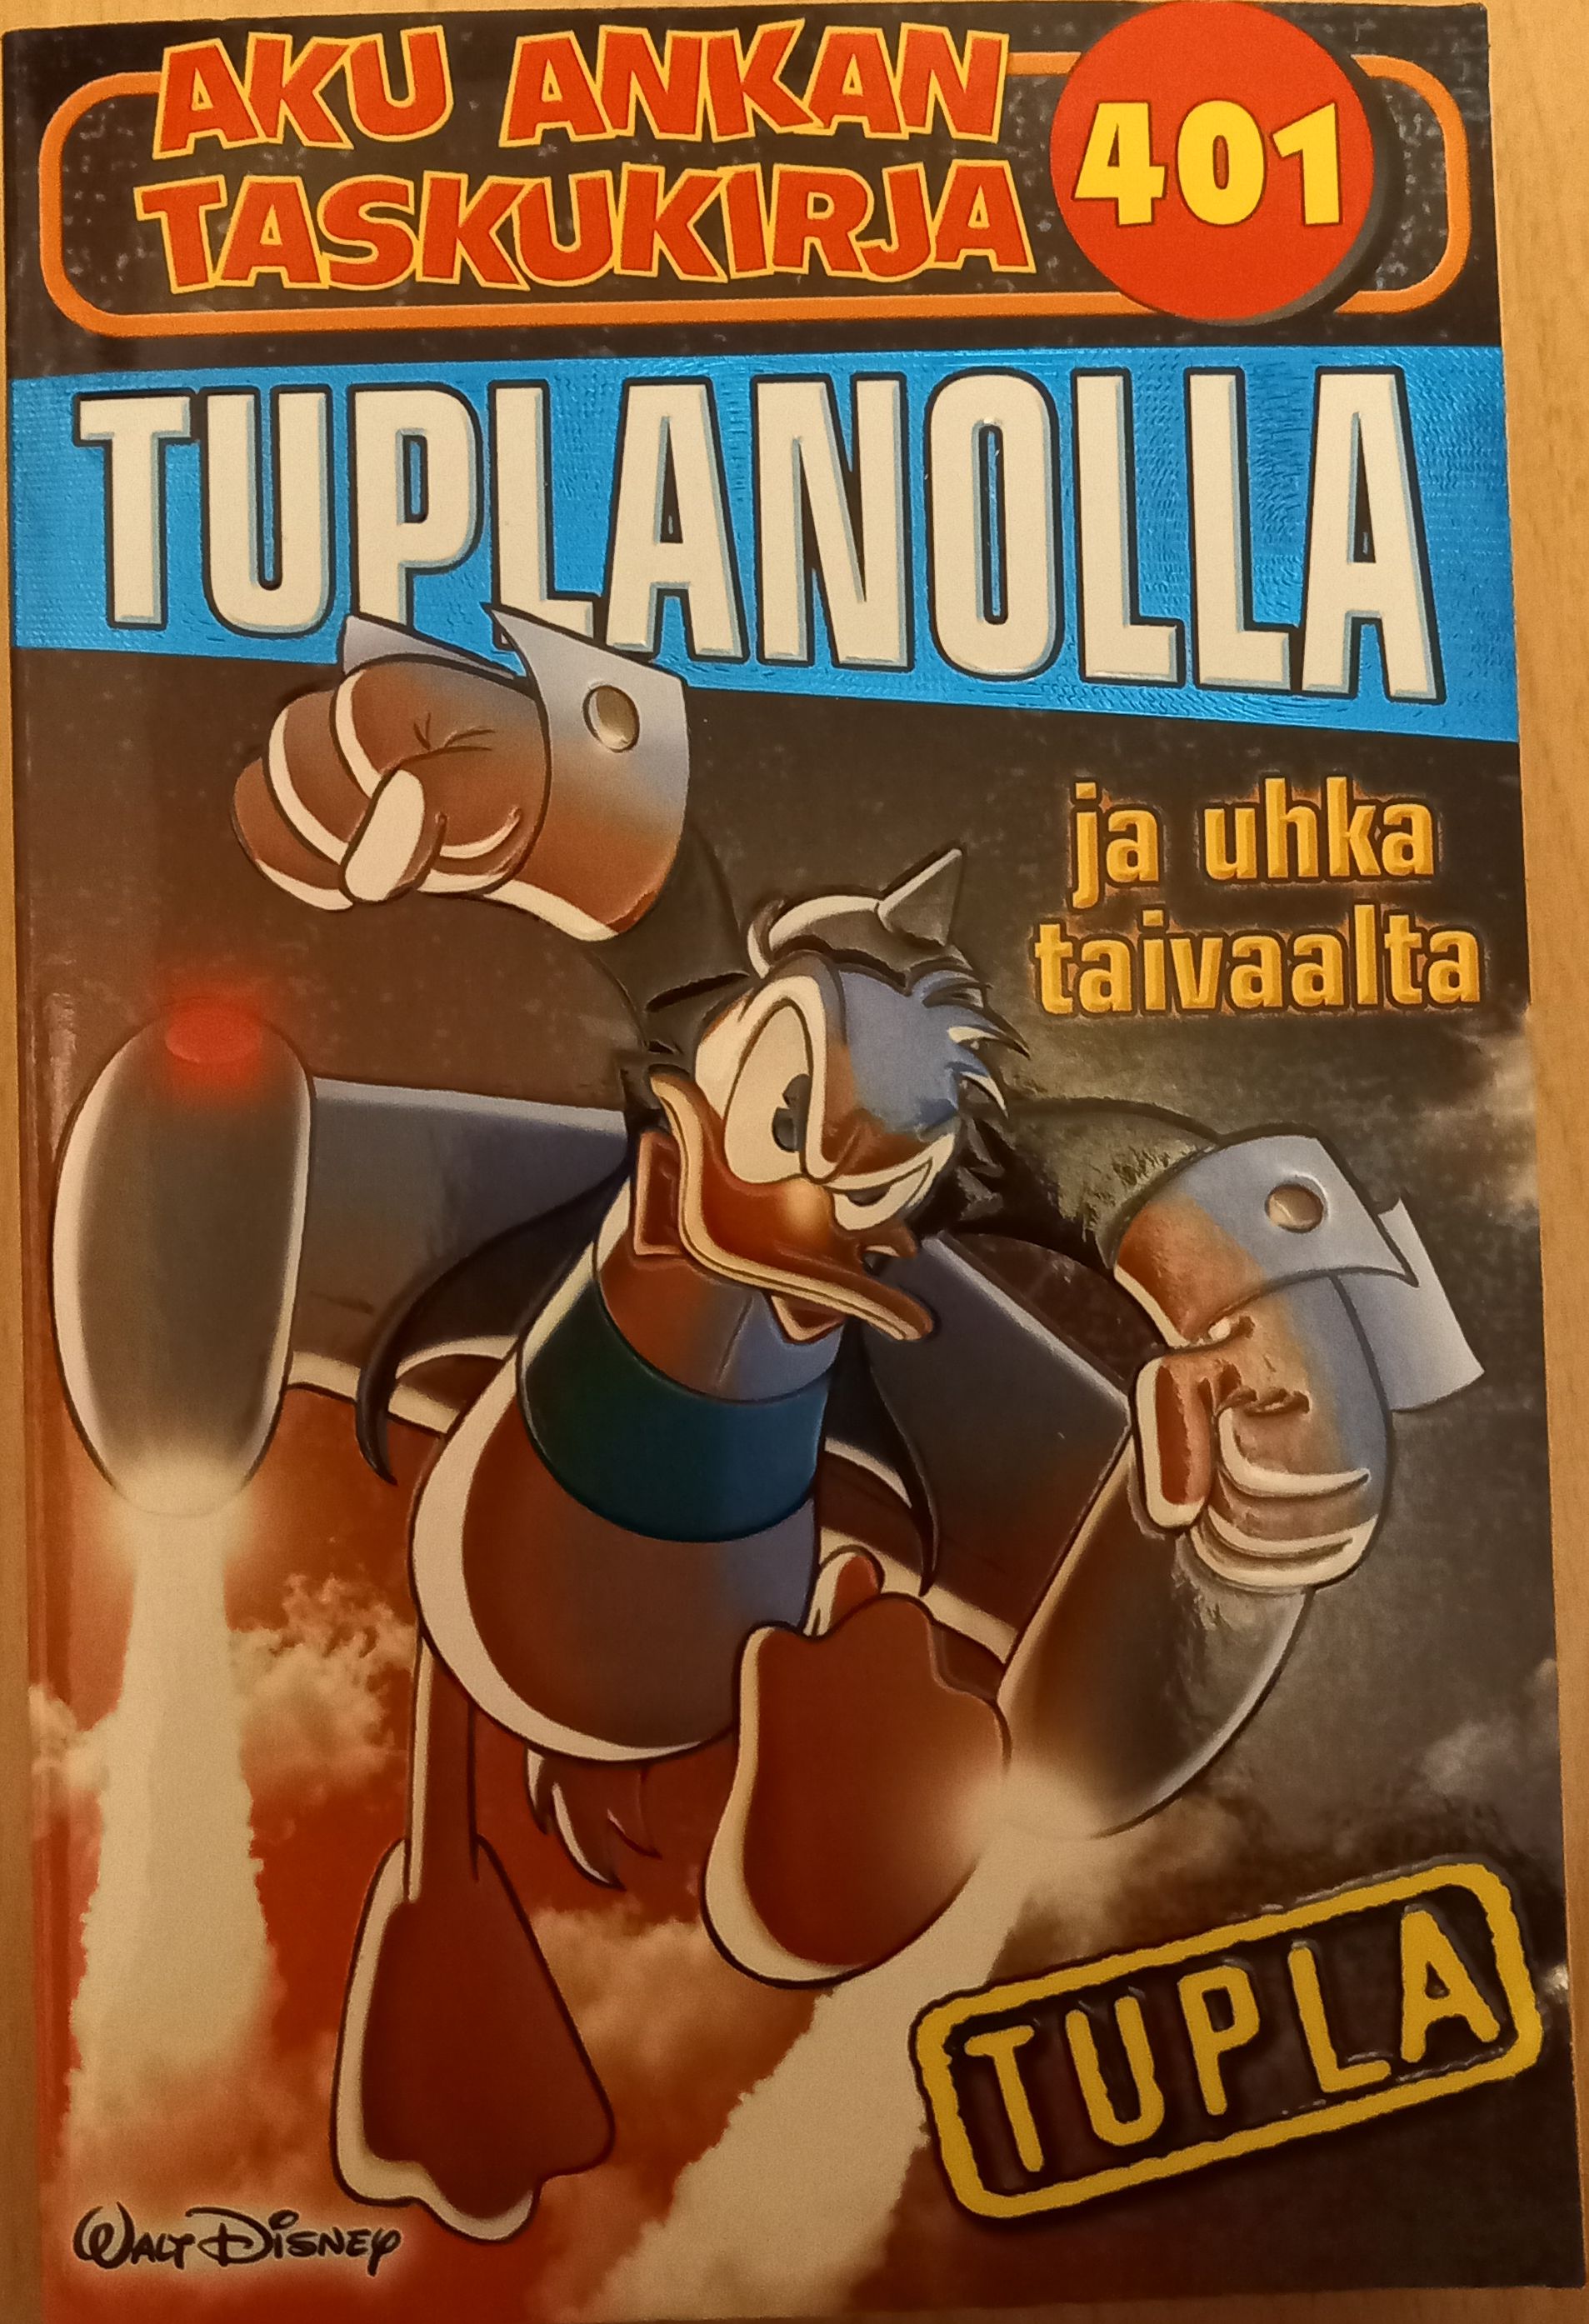 AKU ANKAN
TASKUKIRJA
401
TUPLANOLLA
ja uhka
taivaalta
TUPLA
WALT DISNEY